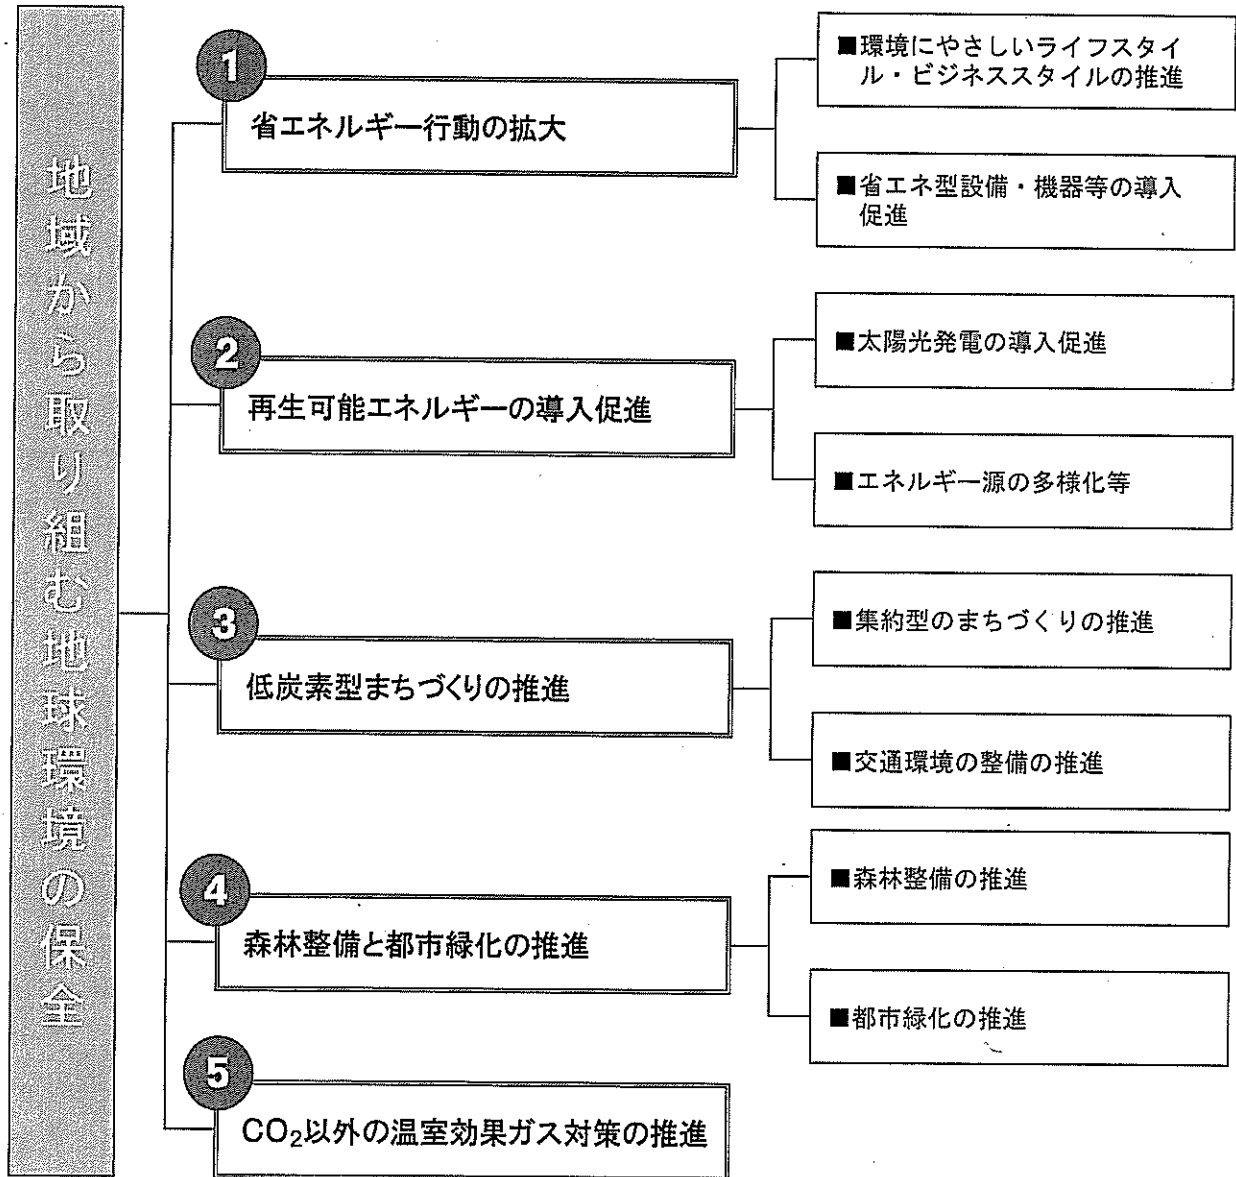 地域から取り組む地球環境の保全
1
省エネルギー行動の拡大
■環境にやさしいライフスタイ
ル・ビジネススタイルの推進
■省エネ型設備・機器等の導入
促進
2
再生可能エネルギーの導入促進
■太陽光発電の導入促進
■エネルギー源の多様化等
3
低炭素型まちづくりの推進
■集約型のまちづくりの推進
■交通環境の整備の推進
4
森林整備と都市緑化の推進
■森林整備の推進
■都市緑化の推進
5
CO₂以外の温室効果ガス対策の推進